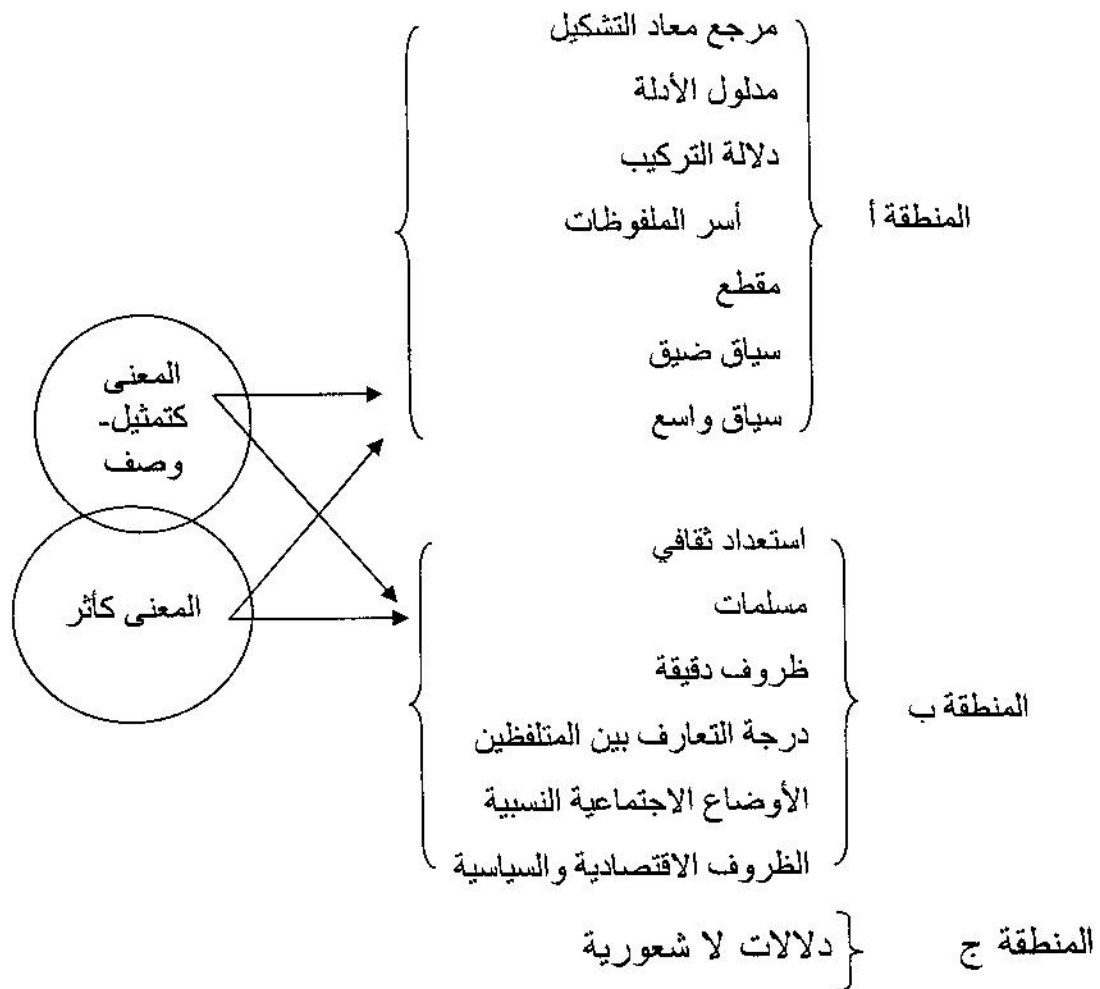 مرجع معاد التشكيل
مدلول الأدلة
دلالة التركيب
أسر الملفوظات
مقطع
سياق ضيق
سياق واسع
المنطقة أ
المعنى
كتمثيل-
وصف
المعنى كأثر
استعداد ثقافي
مسلمات
ظروف دقيقة
درجة التعارف بين المتلفظين
الأوضاع الاجتماعية النسبية
الظروف الاقتصادية والسياسية
المنطقة ب
المنطقة ج
دلالات لا شعورية